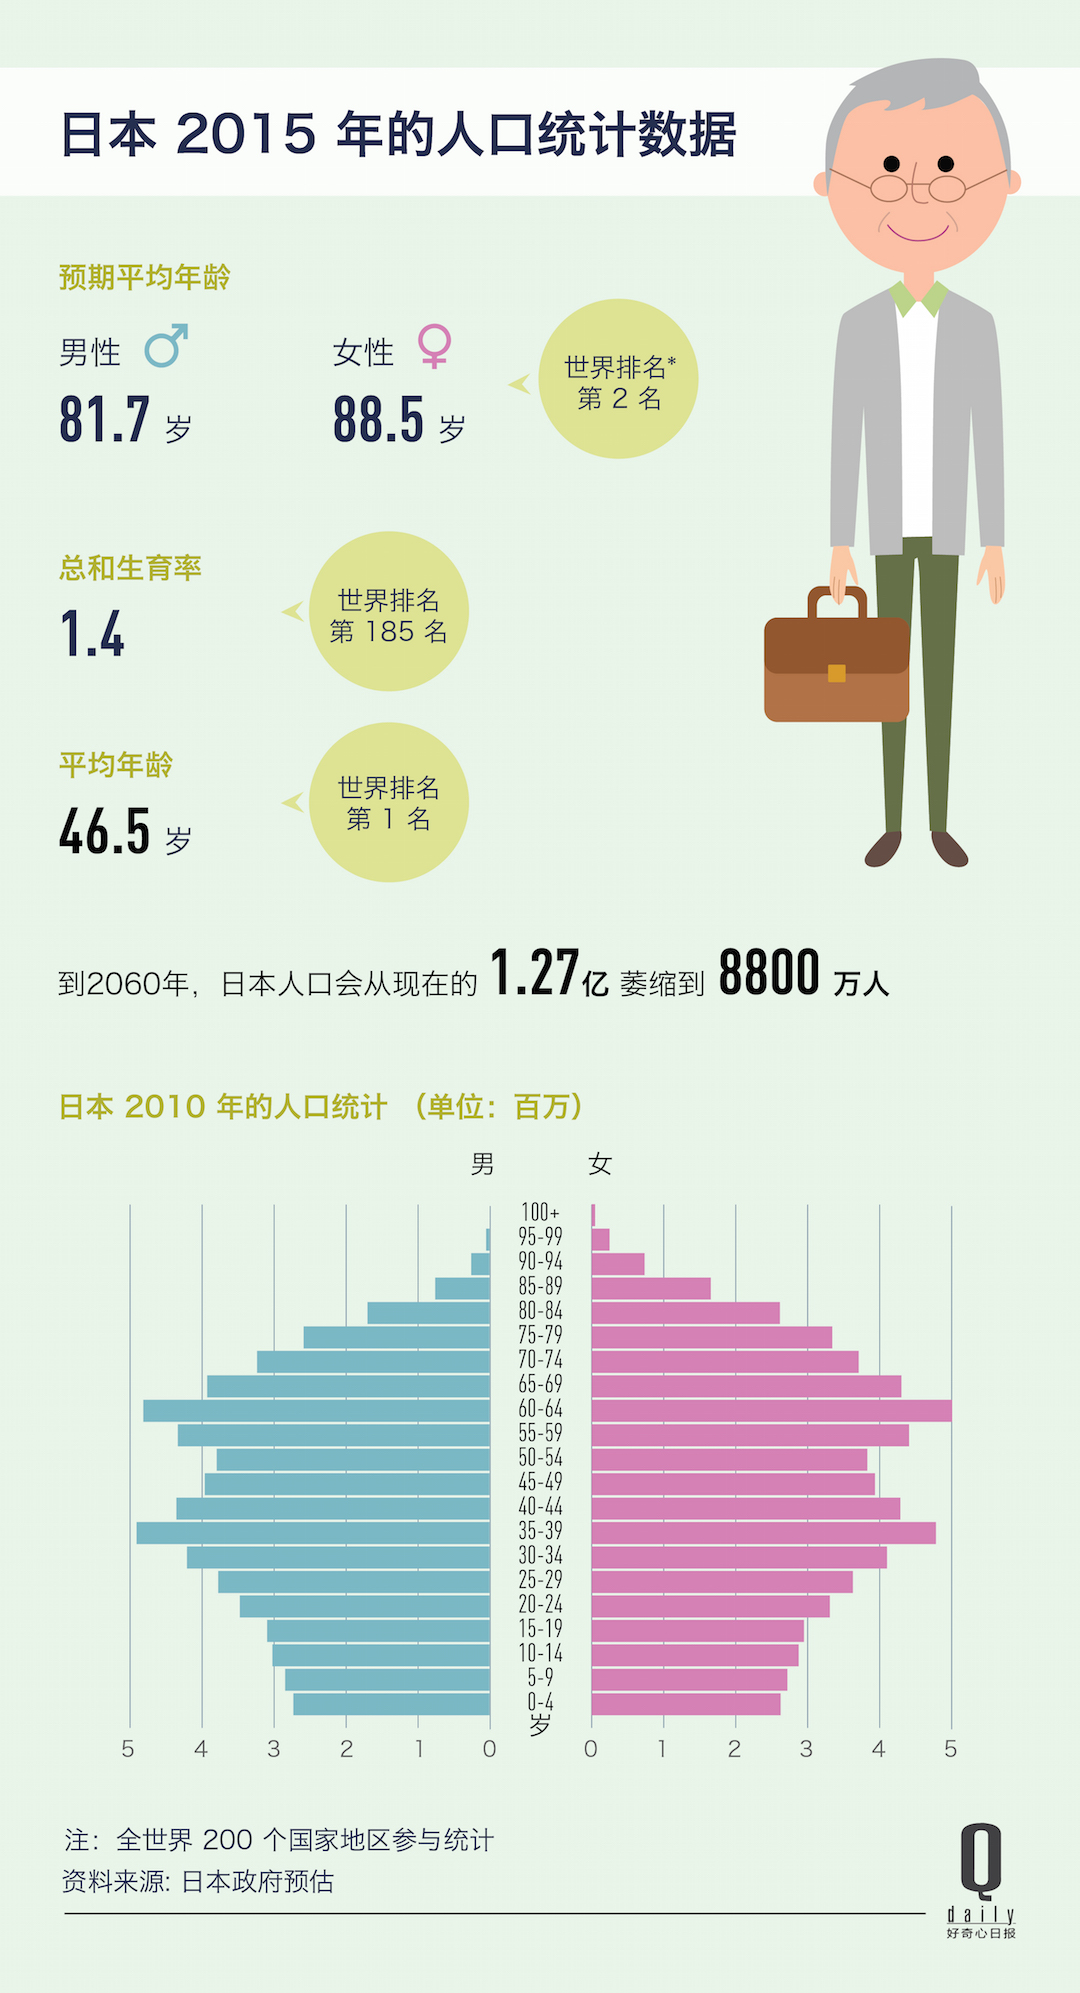 日本 2015 年的人口统计数据
预期平均年龄
男性
81.7 岁
女性
88.5 岁
世界排名*
第 2 名
总和生育率
1.4
世界排名
第 185 名
平均年龄
46.5 岁
世界排名
第 1 名
到2060年，日本人口会从现在的 1.27亿 萎缩到 8800 万人
日本 2010 年的人口统计 （单位：百万）
男 女
100+
95-99
90-94
85-89
80-84
75-79
70-74
65-69
60-64
55-59
50-54
45-49
40-44
35-39
30-34
25-29
20-24
15-19
10-14
5-9
0-4
岁
5 4 3 2 1 0 0 1 2 3 4 5
注：全世界 200 个国家地区参与统计
资料来源: 日本政府预估
Q
daily
好奇心日报